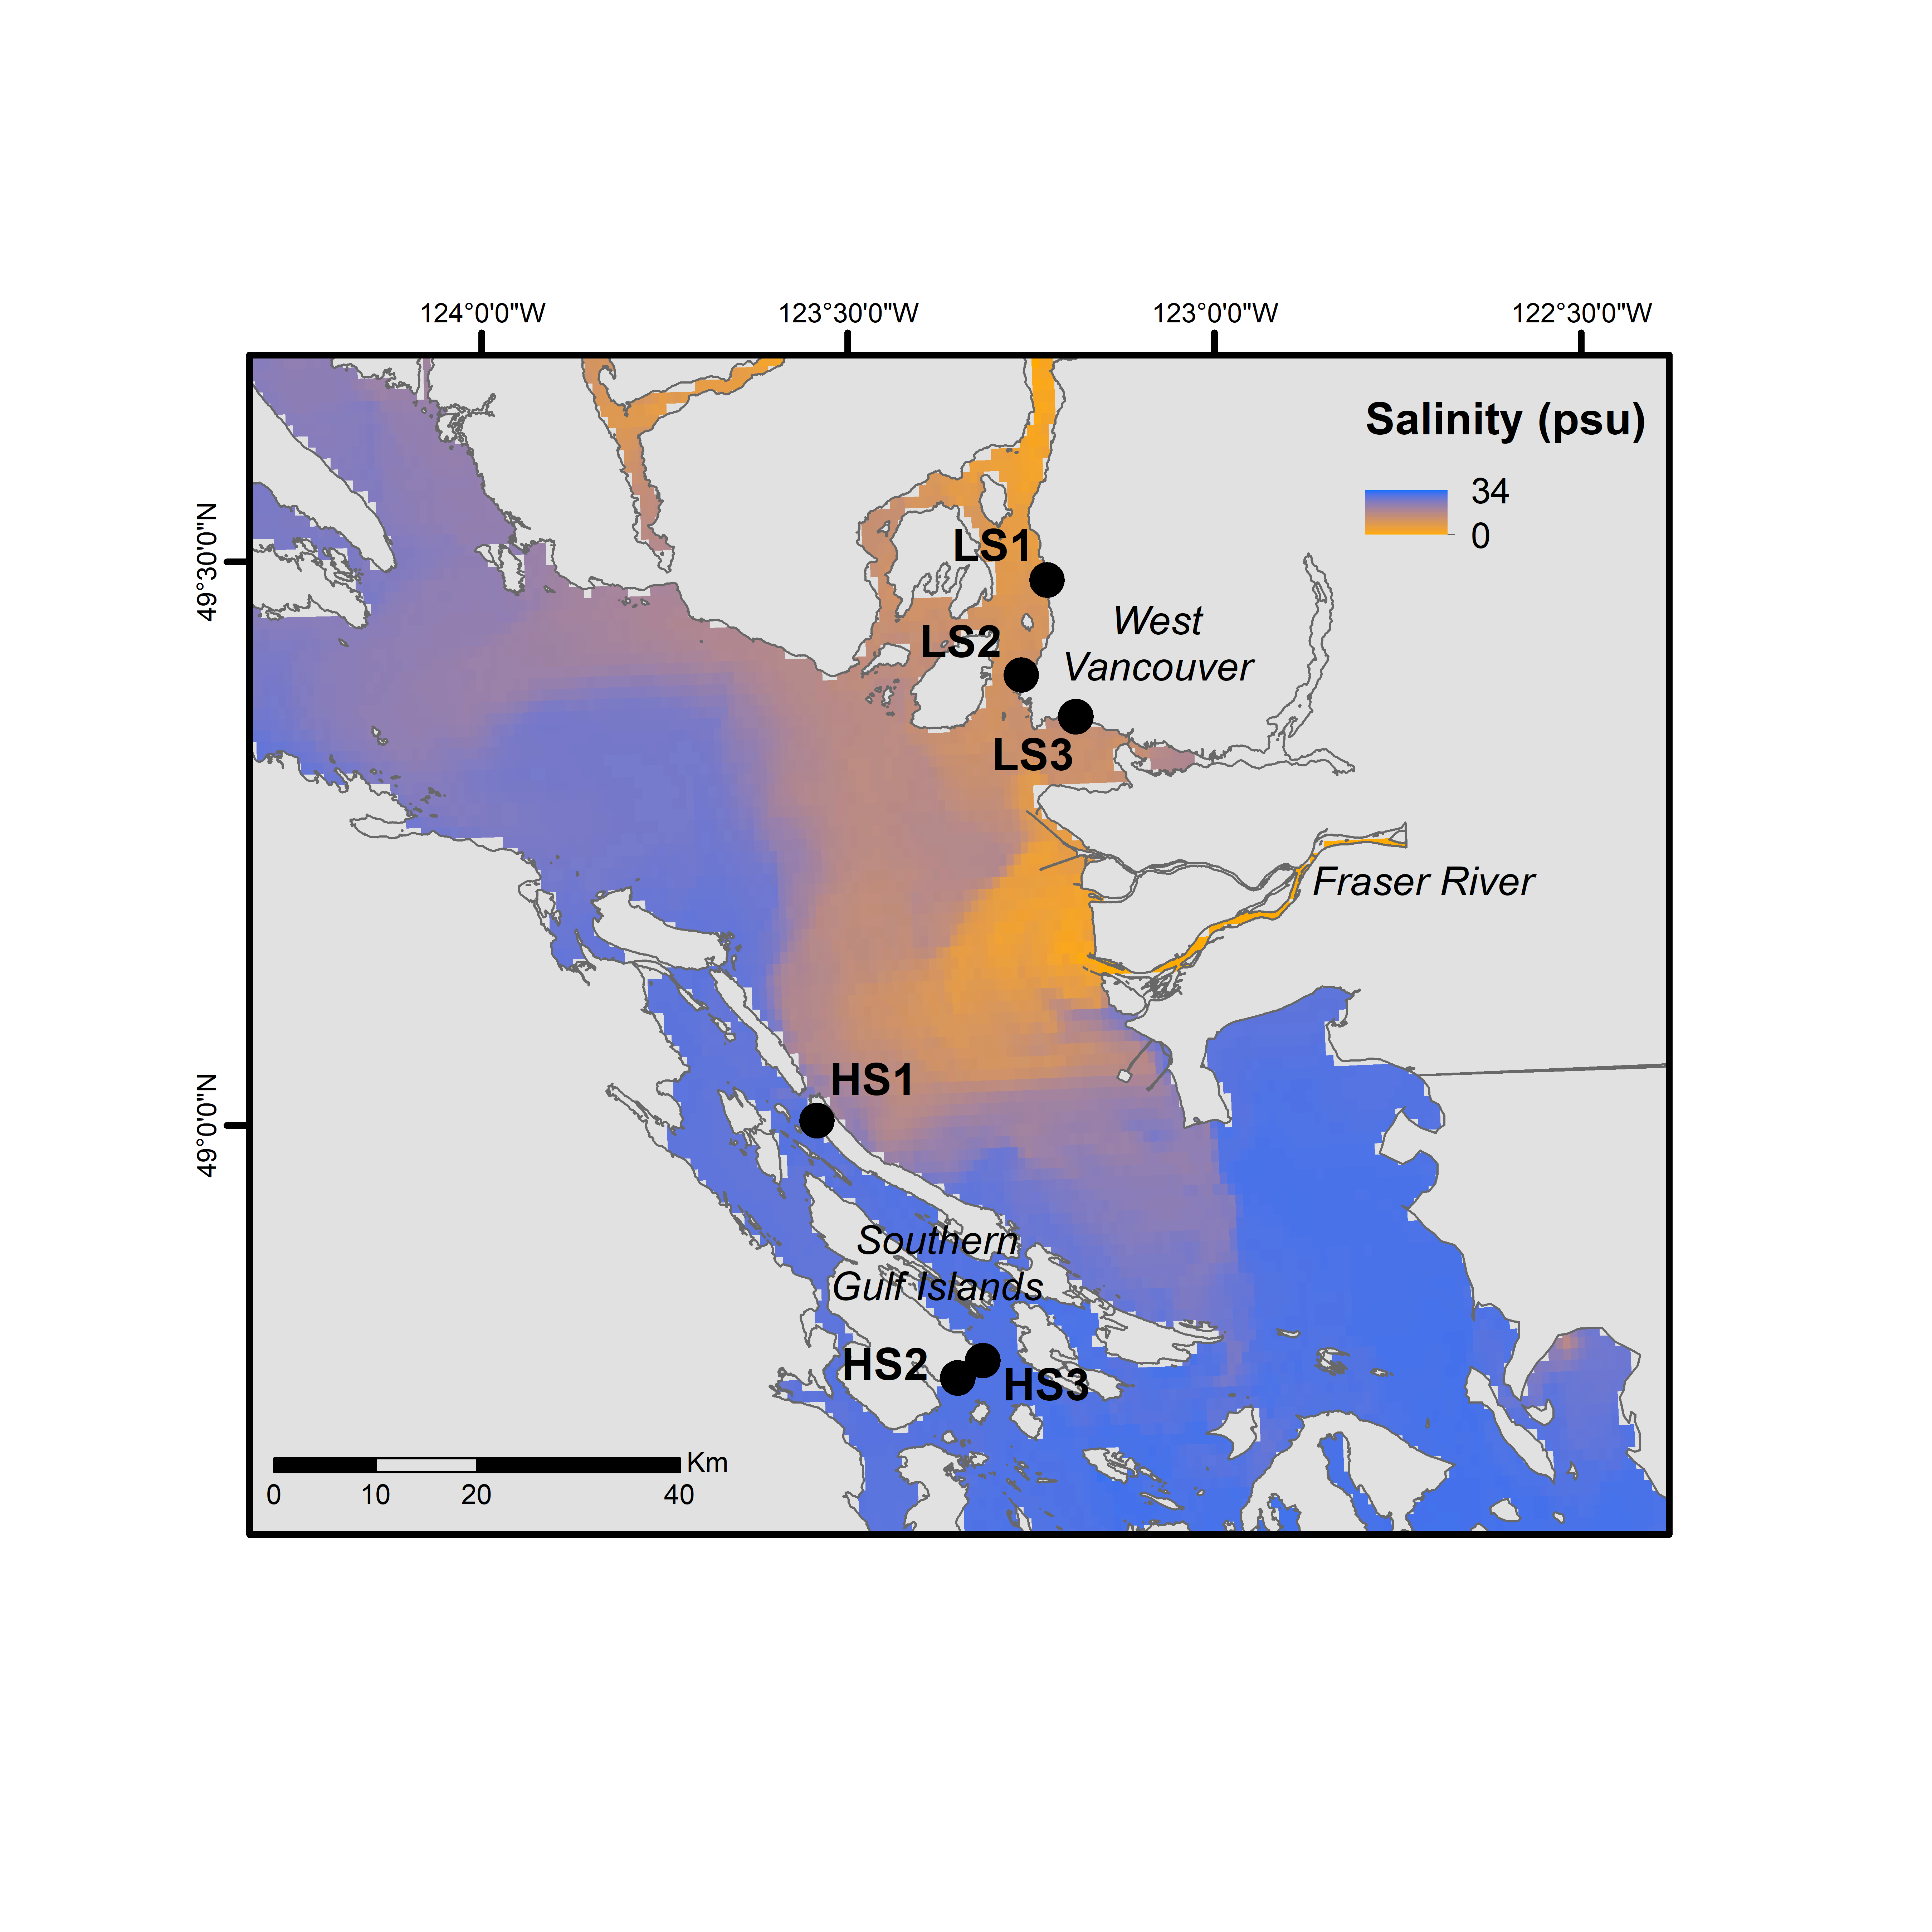 124°0'0"W
123°30'0"W
123°0'0"W
122°30'0"W
Salinity (psu)
34
0
49°30'0"N
LS1
West
Vancouver
LS2
LS3
Fraser River
HS1
49°0'0"N
Southern
Gulf Islands
HS2
HS3
Km
0 10 20 40